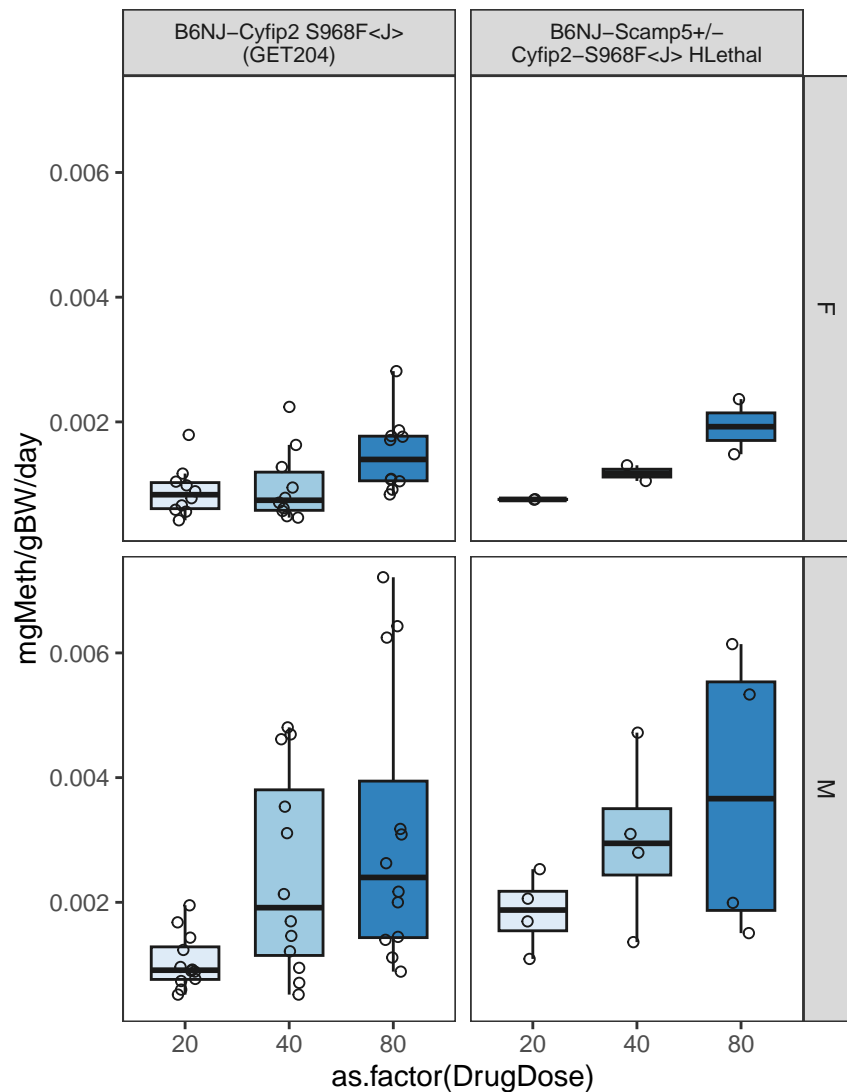 B6NJ−Cyfip2 S968F<J>
(GET204)
B6NJ−Scamp5+/−
Cyfip2−S968F<J> HLethal
0.006
0.004
0.002
F
0.006
0.004
0.002
M
mgMeth/gBW/day
20
40
80
20
40
80
as.factor(DrugDose)